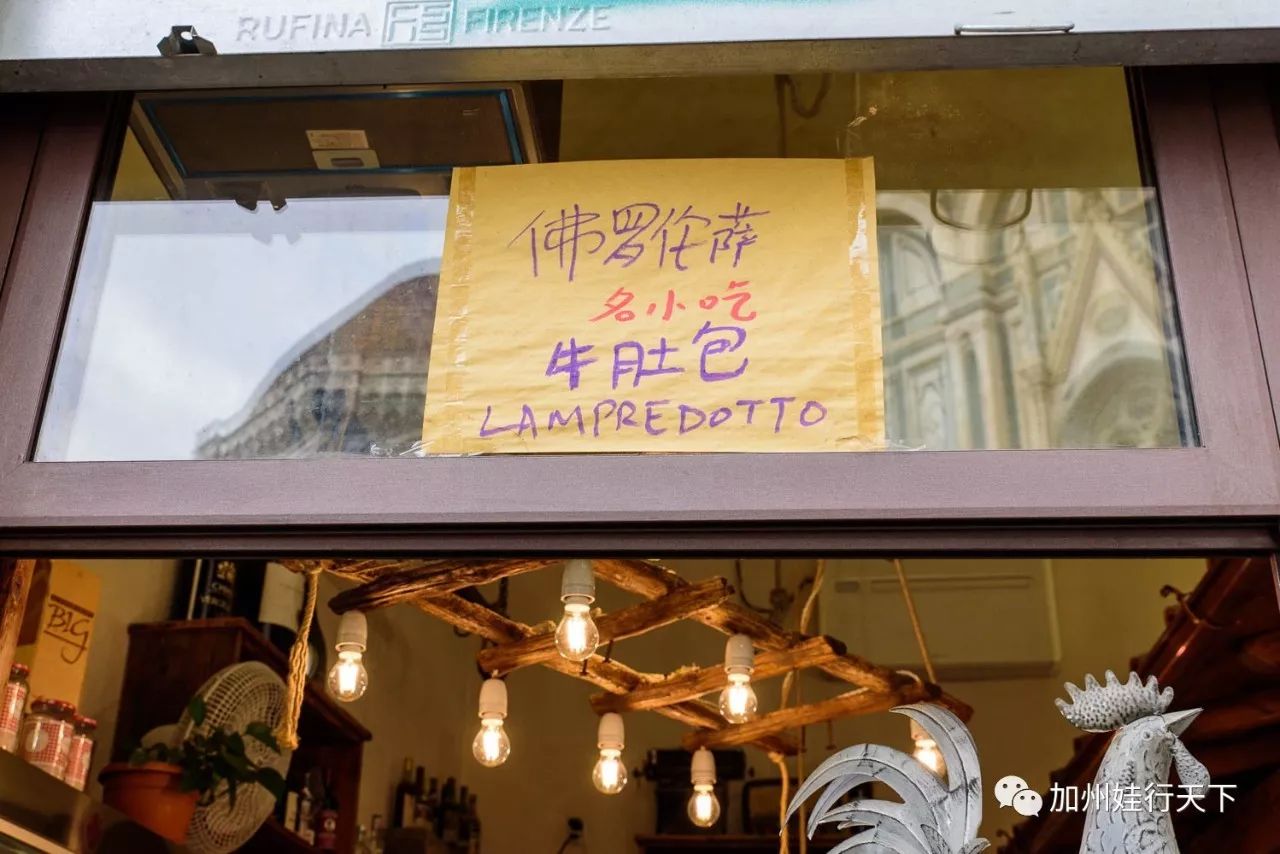 RUFINA FIRENZE
佛罗伦萨
名小吃
牛肚包
LAMPREDOTTO
BIG
加州娃行天下